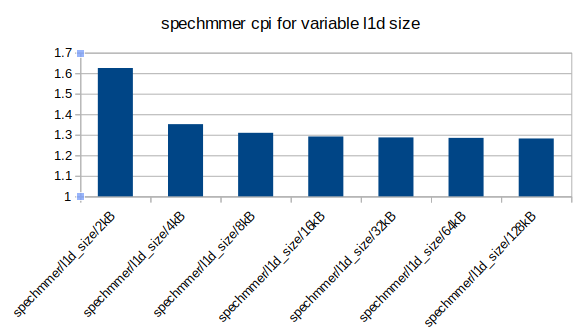 spechmmer cpi for variable l1d size
1.7
1.6
1.5
1.4
1.3
1.2
1.1
1
spechmmer/l1d_size/2kB
spechmmer/l1d_size/4kB
spechmmer/l1d_size/8kB
spechmmer/l1d_size/16kB
spechmmer/l1d_size/32kB
spechmmer/l1d_size/64kB
spechmmer/l1d_size/128kB